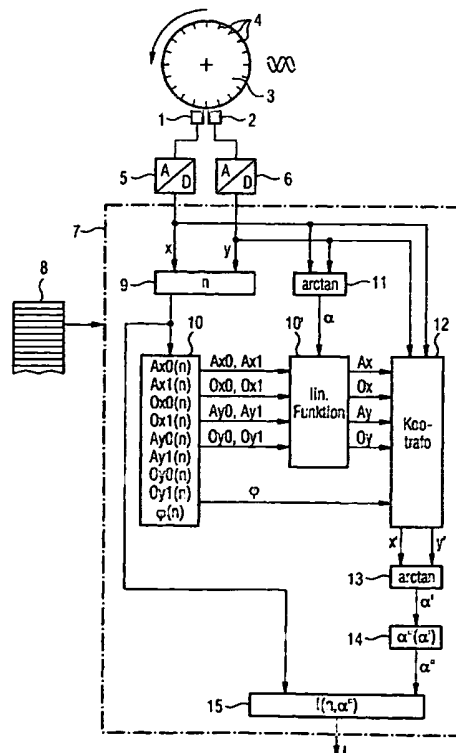 4
3
1
2
5
A
D
A
D
6
7
x
y
8
9
n
arctan
11
α
10
10'
12
Ax0(n)
Ax1(n)
Ox0(n)
Ox1(n)
Ay0(n)
Ay1(n)
Oy0(n)
Oy1(n)
φ(n)
Ax0, Ax1
Ox0, Ox1
Ay0, Ay1
Oy0, Oy1
φ
lin.
Funktion
Ax
Ox
Ay
Oy
Koo-
trafo
x'
y'
13
arctan
α'
14
α"(α')
α"
15
I(n,α")
I